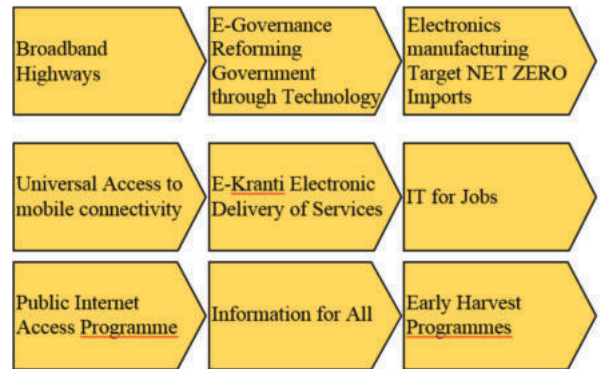 Broadband
Highways
E-Governance
Reforming
Government
through Technology
Electronics
manufacturing
Target NET ZERO
Imports
Universal Access to
mobile connectivity
E-Kranti Electronic
Delivery of Services
IT for Jobs
Public Internet
Access Programme
Information for All
Early Harvest
Programmes